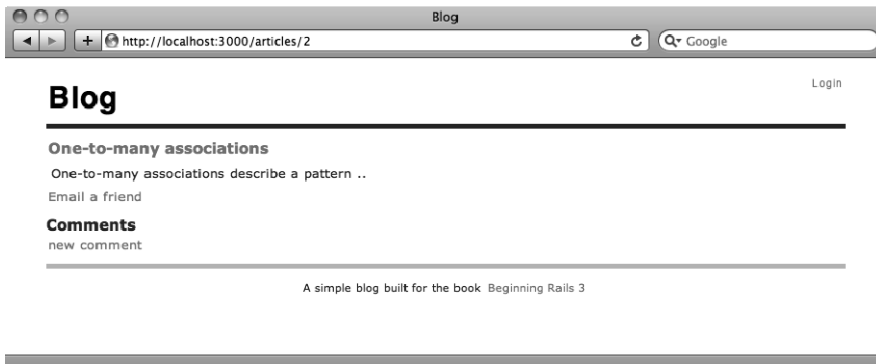 Blog
http://localhost:3000/articles/2
Google
Login
Blog
One-to-many associations
One-to-many associations describe a pattern ..
Email a friend
Comments
new comment
A simple blog built for the book Beginning Rails 3